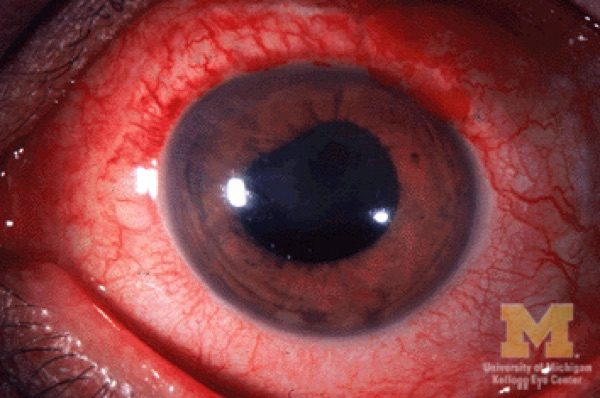 M
University of Michigan
Kellogg Eye Center